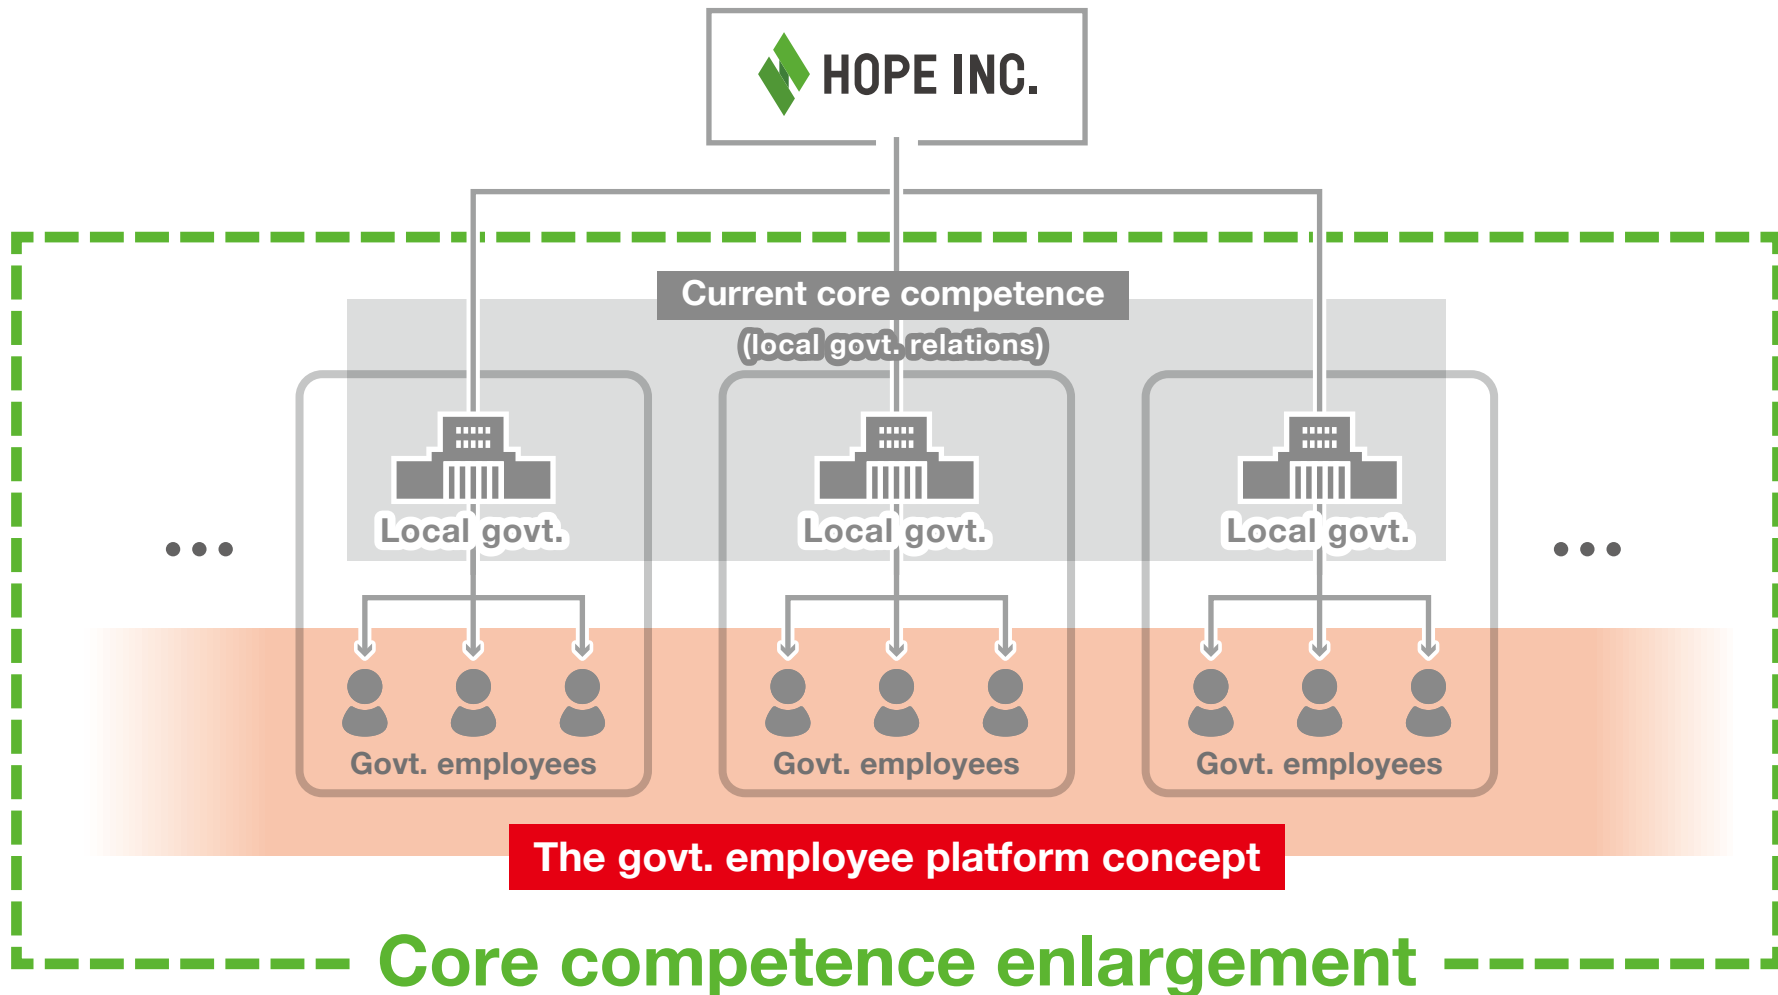 HOPE INC.
Current core competence
(local govt. relations)
Local govt.
Local govt.
Local govt.
Govt. employees
Govt. employees
Govt. employees
The govt. employee platform concept
Core competence enlargement